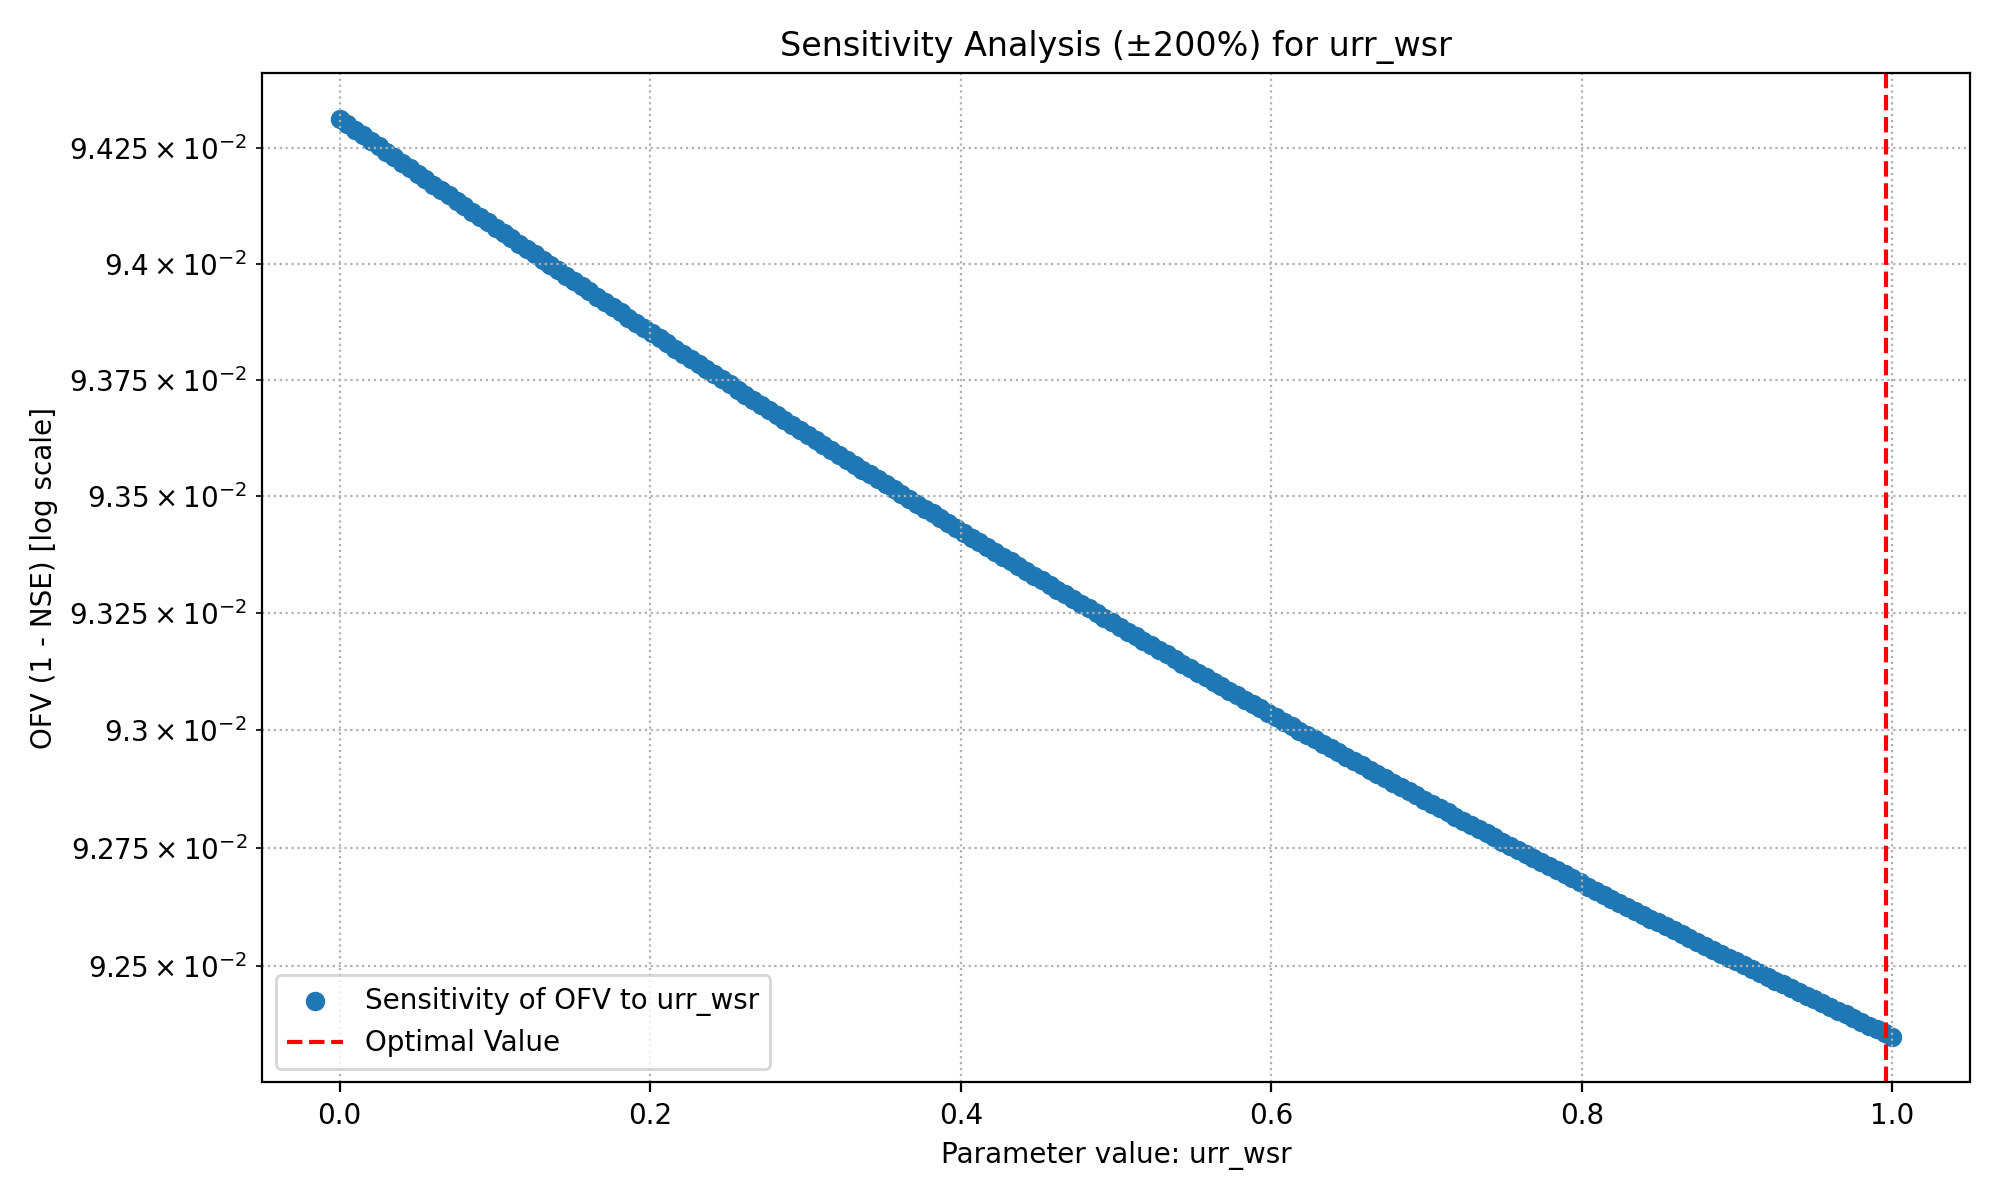 Sensitivity Analysis (±200%) for urr_wsr
OFV (1 - NSE) [log scale]
9.425 × 10⁻²
9.4 × 10⁻²
9.375 × 10⁻²
9.35 × 10⁻²
9.325 × 10⁻²
9.3 × 10⁻²
9.275 × 10⁻²
9.25 × 10⁻²
Sensitivity of OFV to urr_wsr
Optimal Value
0.0 0.2 0.4 0.6 0.8 1.0
Parameter value: urr_wsr